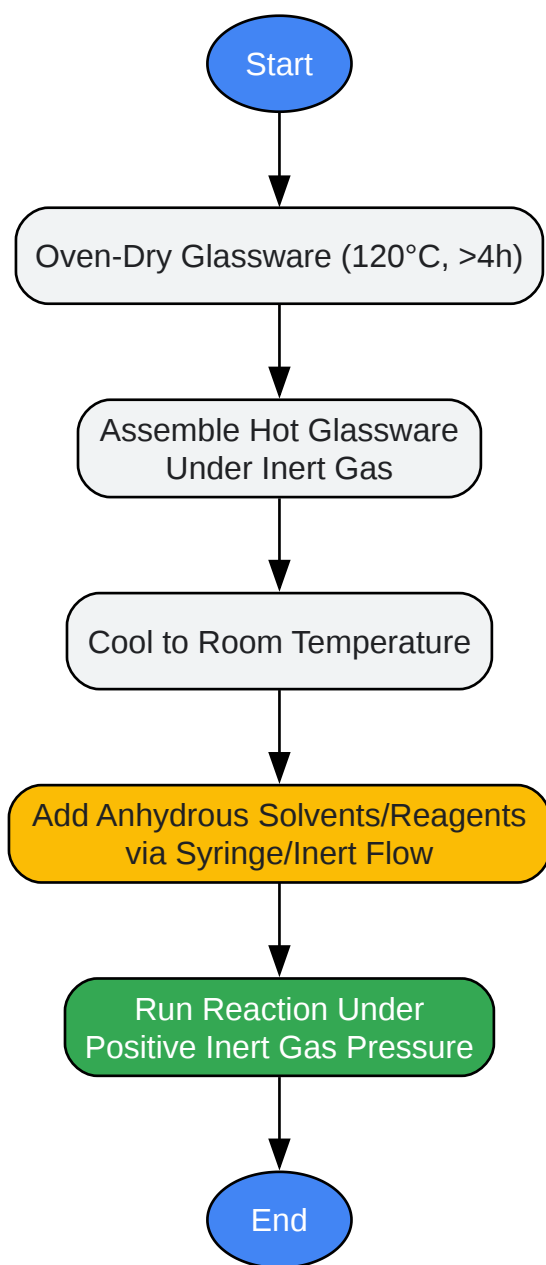 Start
Oven-Dry Glassware (120°C, >4h)
Assemble Hot Glassware
Under Inert Gas
Cool to Room Temperature
Add Anhydrous Solvents/Reagents
via Syringe/Inert Flow
Run Reaction Under
Positive Inert Gas Pressure
End